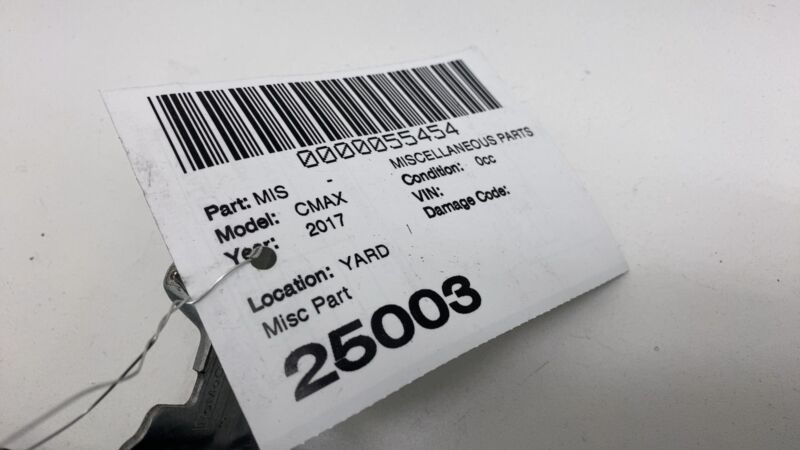 0000055454
Part: MIS - MISCELLANEOUS PARTS
Model: CMAX Condition: 0cc
Year: 2017 VIN:
Damage Code:
Location: YARD
Misc Part
25003